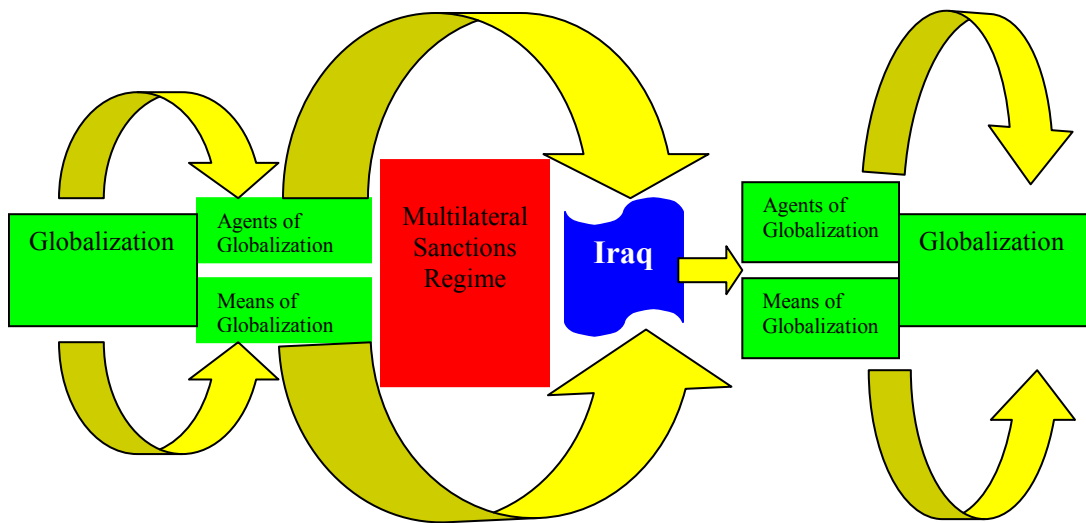 Globalization
Agents of
Globalization
Means of
Globalization
Multilateral
Sanctions
Regime
Iraq
Agents of
Globalization
Means of
Globalization
Globalization